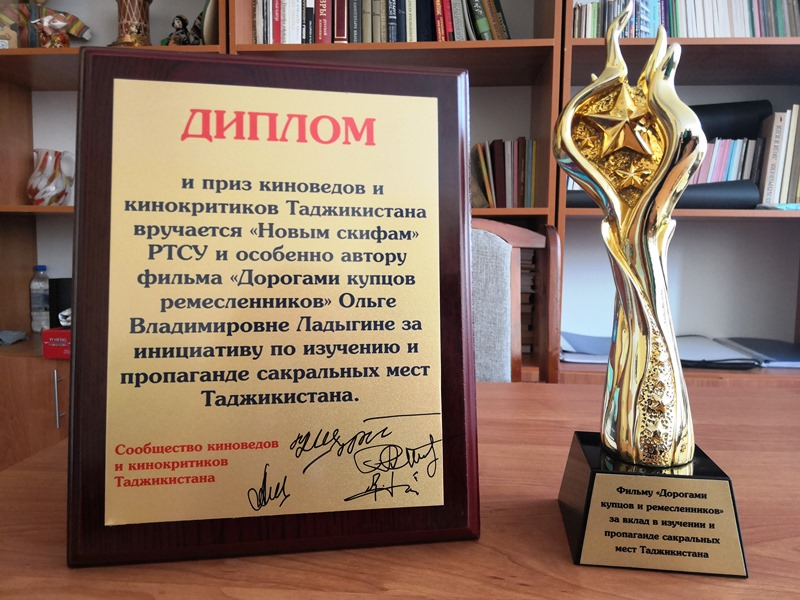 ДИПЛОМ
и приз киноведов и
кинокритиков Таджикистана
вручается «Новым скифам»
РТСУ и особенно автору
фильма «Дорогами купцов
ремесленников» Ольге
Владимировне Ладыгине за
инициативу по изучению и
пропаганде сакральных мест
Таджикистана.
Сообщество киноведов
и кинокритиков
Таджикистана
Фильму «Дорогами
купцов и ремесленников»
за вклад в изучении и
пропаганде сакральных
мест Таджикистана